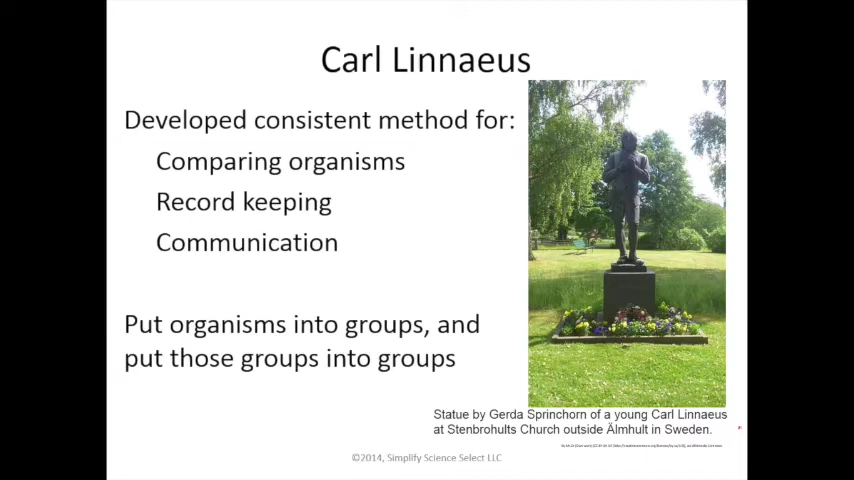 Carl Linnaeus
Developed consistent method for:
Comparing organisms
Record keeping
Communication
Put organisms into groups, and
put those groups into groups
Statue by Gerda Sprinchorn of a young Carl Linnaeus
at Stenbrohults Church outside Älmhult in Sweden.
©2014, Simplify Science Select LLC